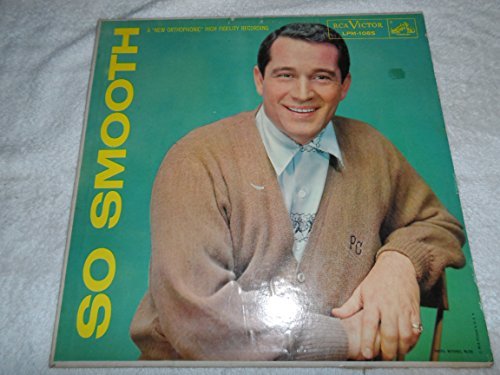 A "NEW ORTHOPHONIC" HIGH FIDELITY RECORDING
RCA VICTOR
LPM-1085
SO SMOOTH
PC